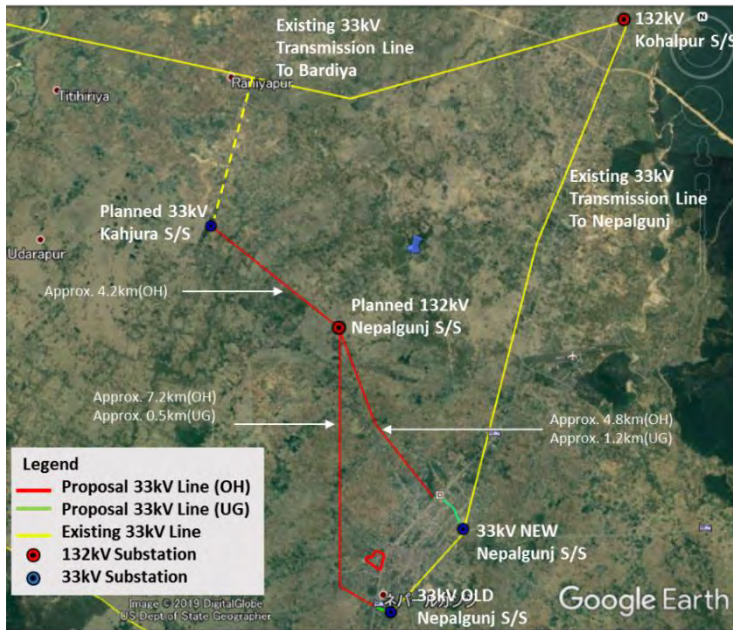 Existing 33kV
Transmission Line
To Bardiya
132kV
Kohalpur S/S
N
Raniyapur
Titihiriya
Existing 33kV
Transmission Line
To Nepalgunj
Planned 33kV
Kahjura S/S
Udarapur
Approx. 4.2km(OH)
Planned 132kV
Nepalgunj S/S
Approx. 7.2km(OH)
Approx. 0.5km(UG)
Approx. 4.8km(OH)
Approx. 1.2km(UG)
Legend
Proposal 33kV Line (OH)
Proposal 33kV Line (UG)
Existing 33kV Line
132kV Substation
33kV Substation
33kV NEW
Nepalgunj S/S
33kV OLD
Nepalgunj S/S
ネパールガンジ
Image © 2019 DigitalGlobe
US Dept of State Geographer
Google Earth